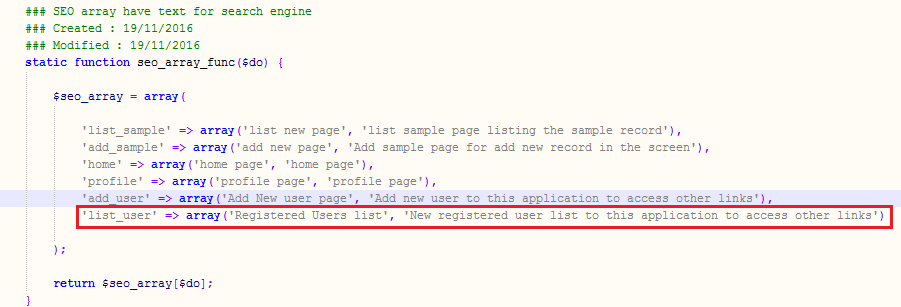 ### SEO array have text for search engine
### Created : 19/11/2016
### Modified : 19/11/2016
static function seo_array_func($do) {
$seo_array = array(
'list_sample' => array('list new page', 'list sample page listing the sample record'),
'add_sample' => array('add new page', 'Add sample page for add new record in the screen'),
'home' => array('home page', 'home page'),
'profile' => array('profile page', 'profile page'),
'add_user' => array('Add New user page', 'Add new user to this application to access other links'),
'list_user' => array('Registered Users list', 'New registered user list to this application to access other links')
);
return $seo_array[$do];
}